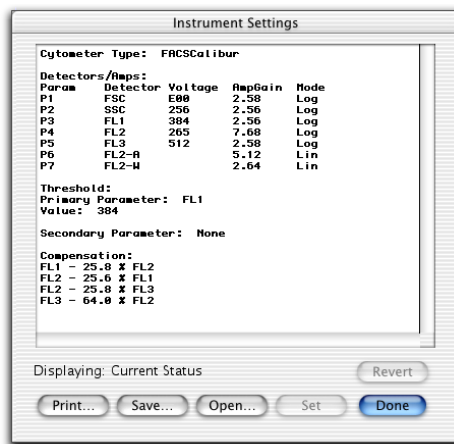 Instrument Settings
Cytometer Type: FACSCalibur
Detectors/Amps:
Param Detector Voltage AmpGain Mode
P1 FSC E00 2.58 Log
P2 SSC 256 2.56 Log
P3 FL1 384 2.56 Log
P4 FL2 265 7.68 Log
P5 FL3 512 2.58 Log
P6 FL2-A 5.12 Lin
P7 FL2-W 2.64 Lin
Threshold:
Primary Parameter: FL1
Value: 384
Secondary Parameter: None
Compensation:
FL1 - 25.8 % FL2
FL2 - 25.6 % FL1
FL2 - 25.8 % FL3
FL3 - 64.0 % FL2
Displaying: Current Status
Revert
Print... Save... Open... Set Done